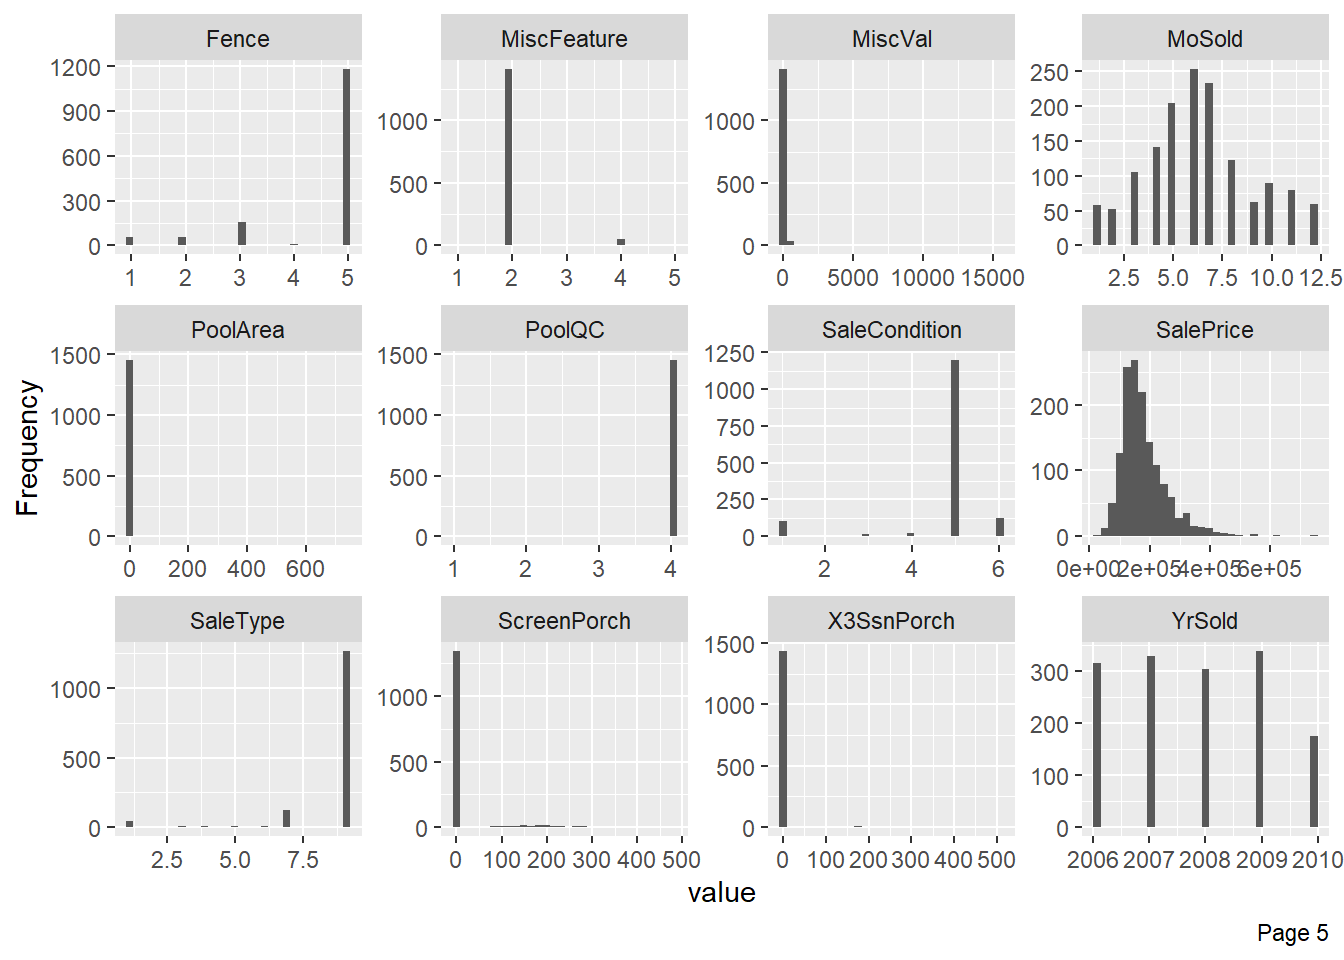 Fence MiscFeature MiscVal MoSold
1200
900
600
300
0
1 2 3 4 5
1000
500
0
1 2 3 4 5
1000
500
0
0 5000 10000 15000
250
200
150
100
50
0
2.5 5.0 7.5 10.0 12.5
PoolArea PoolQC SaleCondition SalePrice
1500
1000
500
0
0 200 400 600
1500
1000
500
0
1 2 3 4
1250
1000
750
500
250
0
2 4 6
200
100
0
0e+00 2e+05 4e+05 6e+05
SaleType ScreenPorch X3SsnPorch YrSold
1000
500
0
2.5 5.0 7.5
1000
500
0
0 100 200 300 400 500
1500
1000
500
0
0 100 200 300 400 500
300
200
100
0
2006 2007 2008 2009 2010
Frequency
value
Page 5